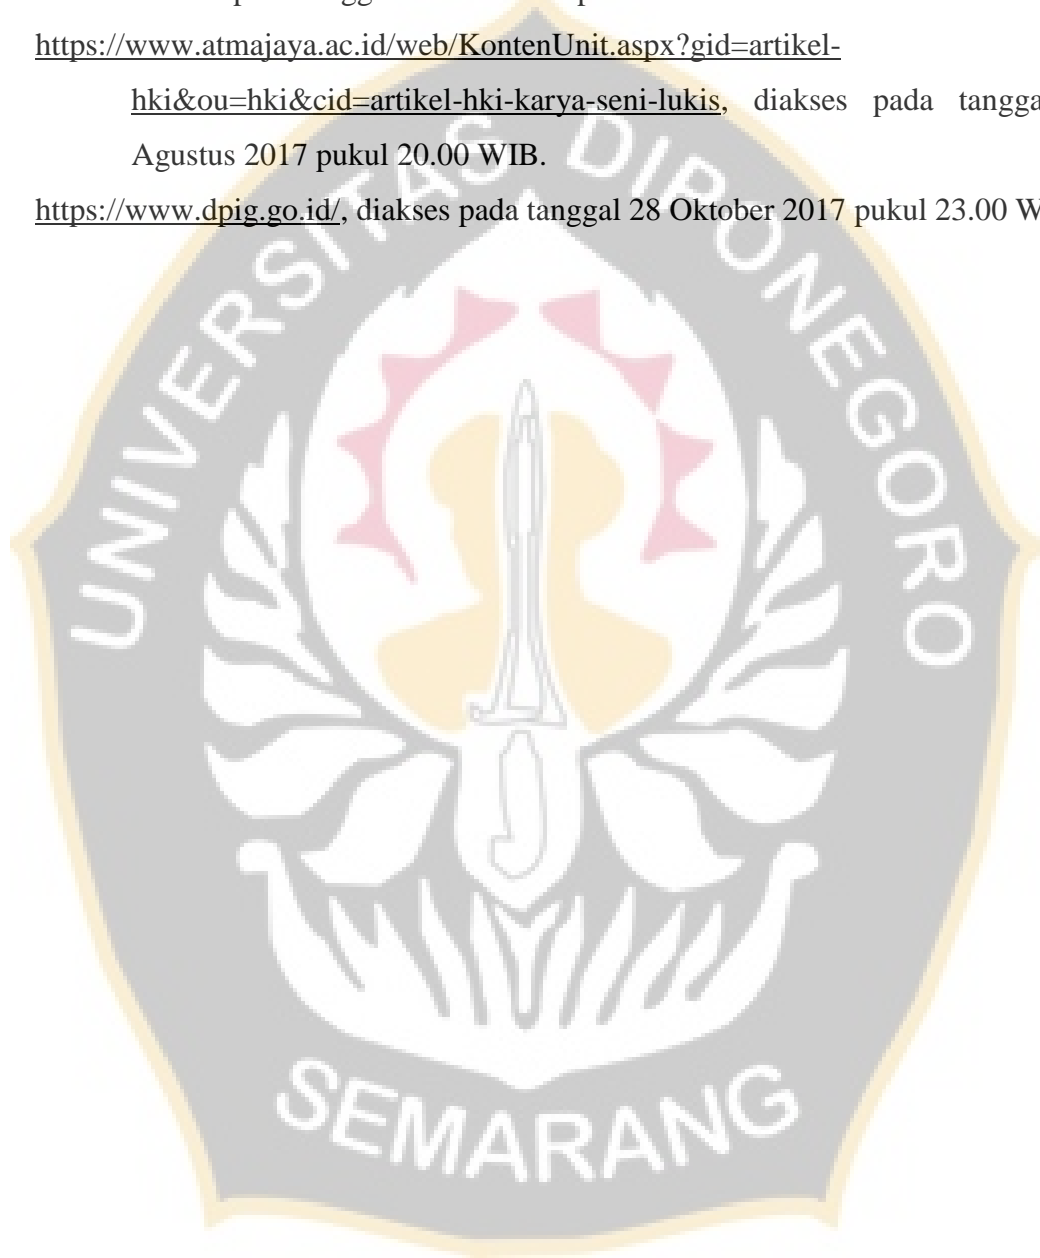 https://www.atmajaya.ac.id/web/KontenUnit.aspx?gid=artikel-
hki&ou=hki&cid=artikel-hki-karya-seni-lukis, diakses pada
Agustus 2017 pukul 20.00 WIB.
https://www.dpig.go.id/, diakses pada tanggal 28 Oktober 2017 pukul 23.00
UNIVERSITAS DIPONEGORO
SEMARANG